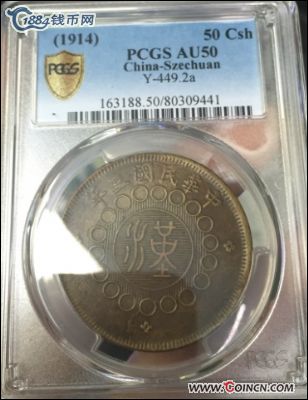 1884钱币网
(1914)
50 Csh
PCGS
PCGS AU50
China-Szechuan
Y-449.2a
163188.50/80309441
年三國民華中
漢
PCGS
www.COINCN.com